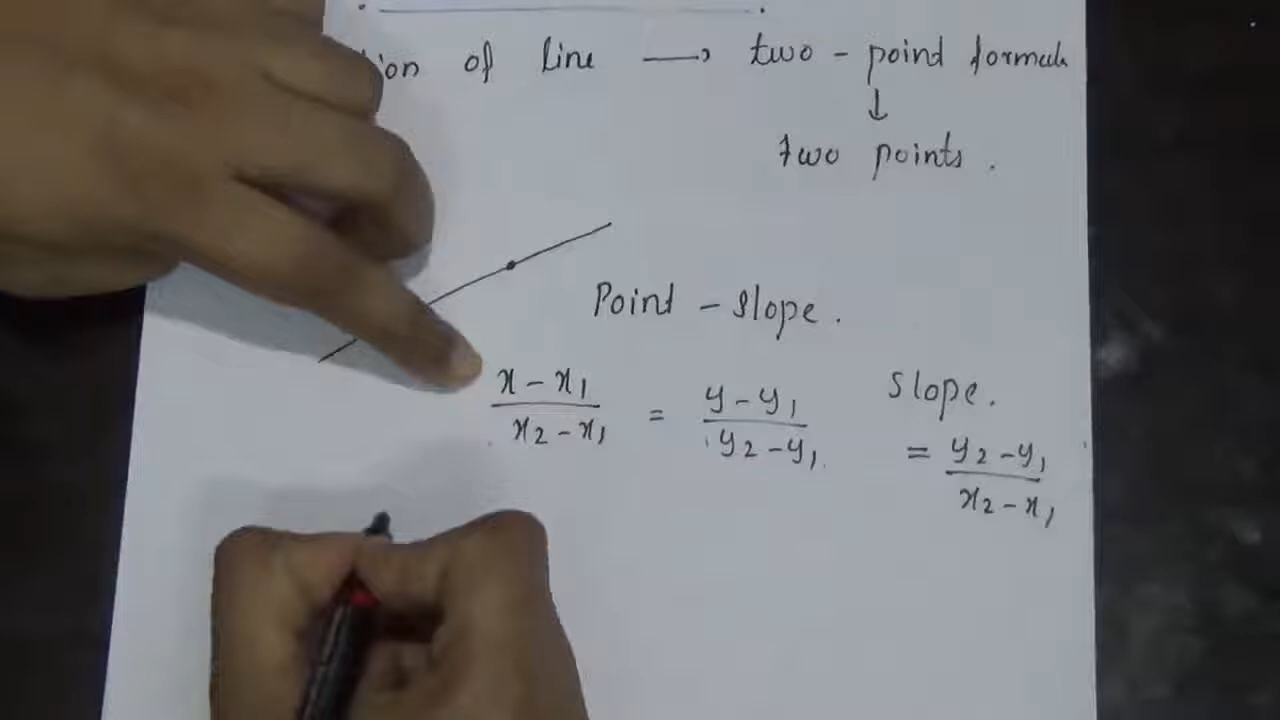 ion of line → two - point formula
↓
two points.
Point - slope.
x - x₁ / x₂ - x₁ = y - y₁ / y₂ - y₁
slope.
= y₂ - y₁ / x₂ - x₁